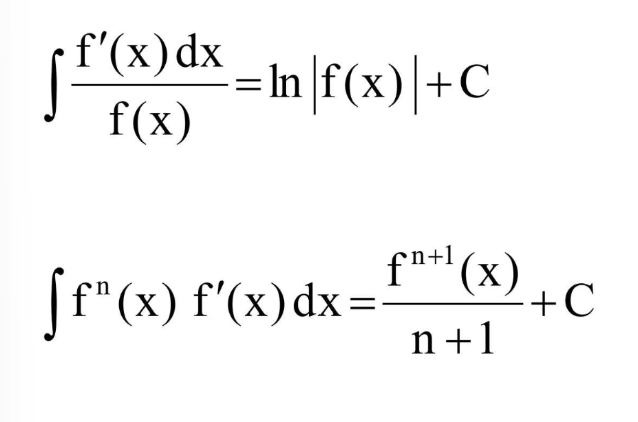 ∫ f′(x) dx / f(x) = ln |f(x)| + C
∫ fⁿ(x) f′(x) dx = fⁿ⁺¹(x) / n+1 + C